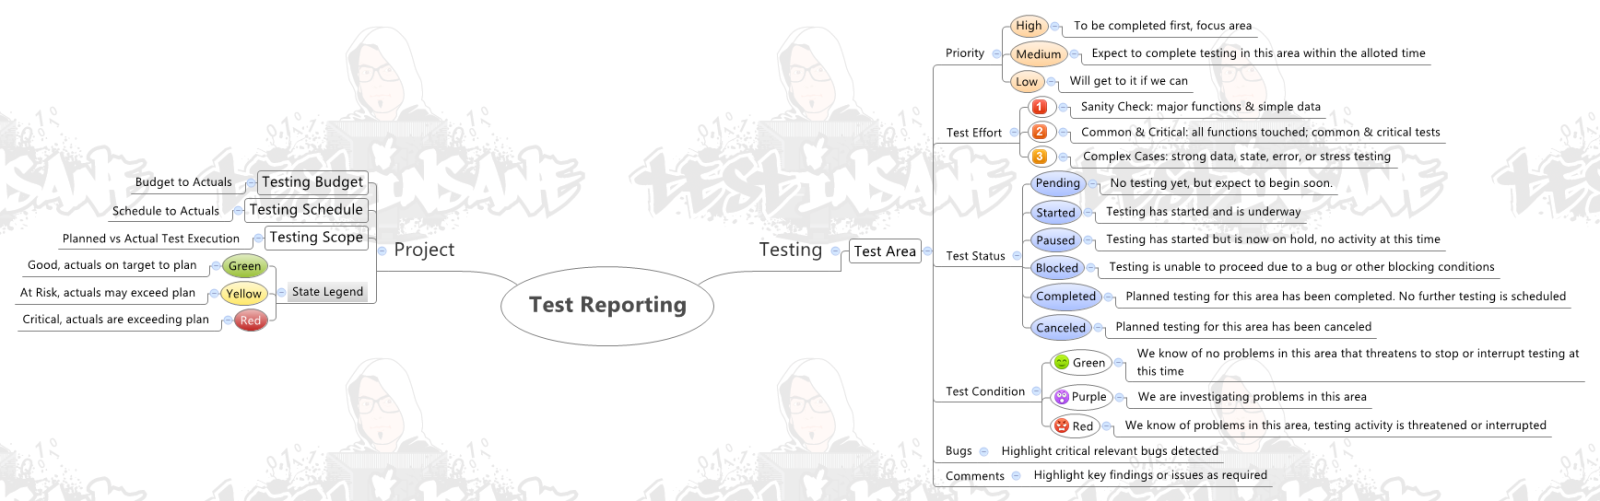 Test Reporting
Project
Testing Budget
Budget to Actuals
Testing Schedule
Schedule to Actuals
Testing Scope
Planned vs Actual Test Execution
State Legend
Green
Good, actuals on target to plan
Yellow
At Risk, actuals may exceed plan
Red
Critical, actuals are exceeding plan
Testing
Test Area
Priority
High
To be completed first, focus area
Medium
Expect to complete testing in this area within the alloted time
Low
Will get to it if we can
Test Effort
1
Sanity Check: major functions & simple data
2
Common & Critical: all functions touched; common & critical tests
3
Complex Cases: strong data, state, error, or stress testing
Test Status
Pending
No testing yet, but expect to begin soon.
Started
Testing has started and is underway
Paused
Testing has started but is now on hold, no activity at this time
Blocked
Testing is unable to proceed due to a bug or other blocking conditions
Completed
Planned testing for this area has been completed. No further testing is scheduled
Canceled
Planned testing for this area has been canceled
Test Condition
Green
We know of no problems in this area that threatens to stop or interrupt testing at
this time
Purple
We are investigating problems in this area
Red
We know of problems in this area, testing activity is threatened or interrupted
Bugs
Highlight critical relevant bugs detected
Comments
Highlight key findings or issues as required
TEST INSANE
TEST INSANE
TEST INSANE